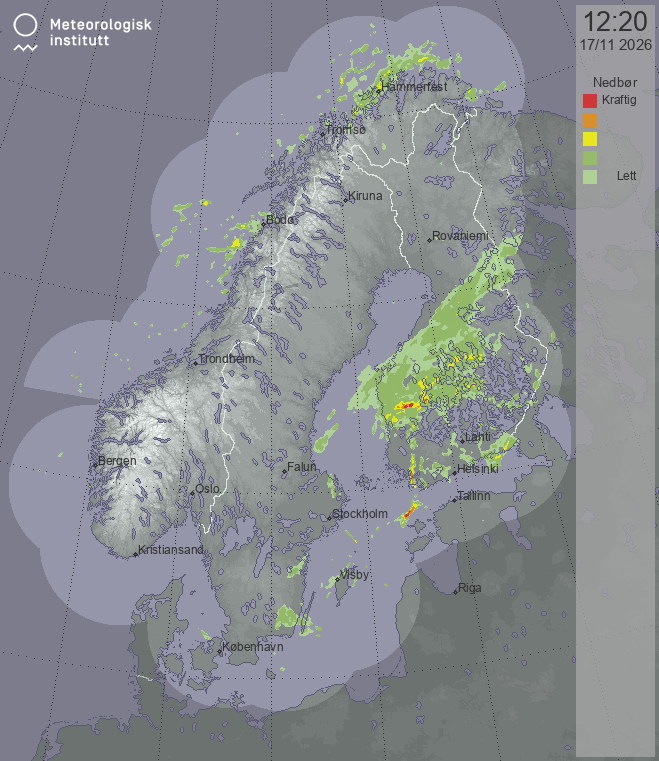 Meteorologisk
institutt
12:20
17/11 2026
Nedbør
Kraftig
Lett
Hammerfest
Tromsø
Kiruna
Bodø
Rovaniemi
Trondheim
Lahti
Bergen
Falun
Helsinki
Oslo
Tallinn
Stockholm
Kristiansand
Visby
Riga
København